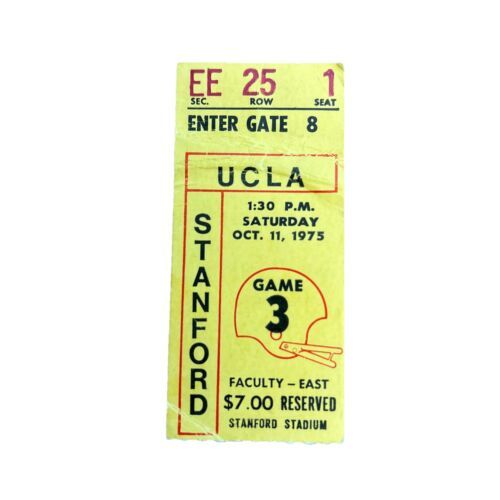 EE 25 1
SEC. ROW SEAT
ENTER GATE 8
UCLA
STANFORD
1:30 P.M.
SATURDAY
OCT. 11, 1975
GAME
3
FACULTY – EAST
$7.00 RESERVED
STANFORD STADIUM